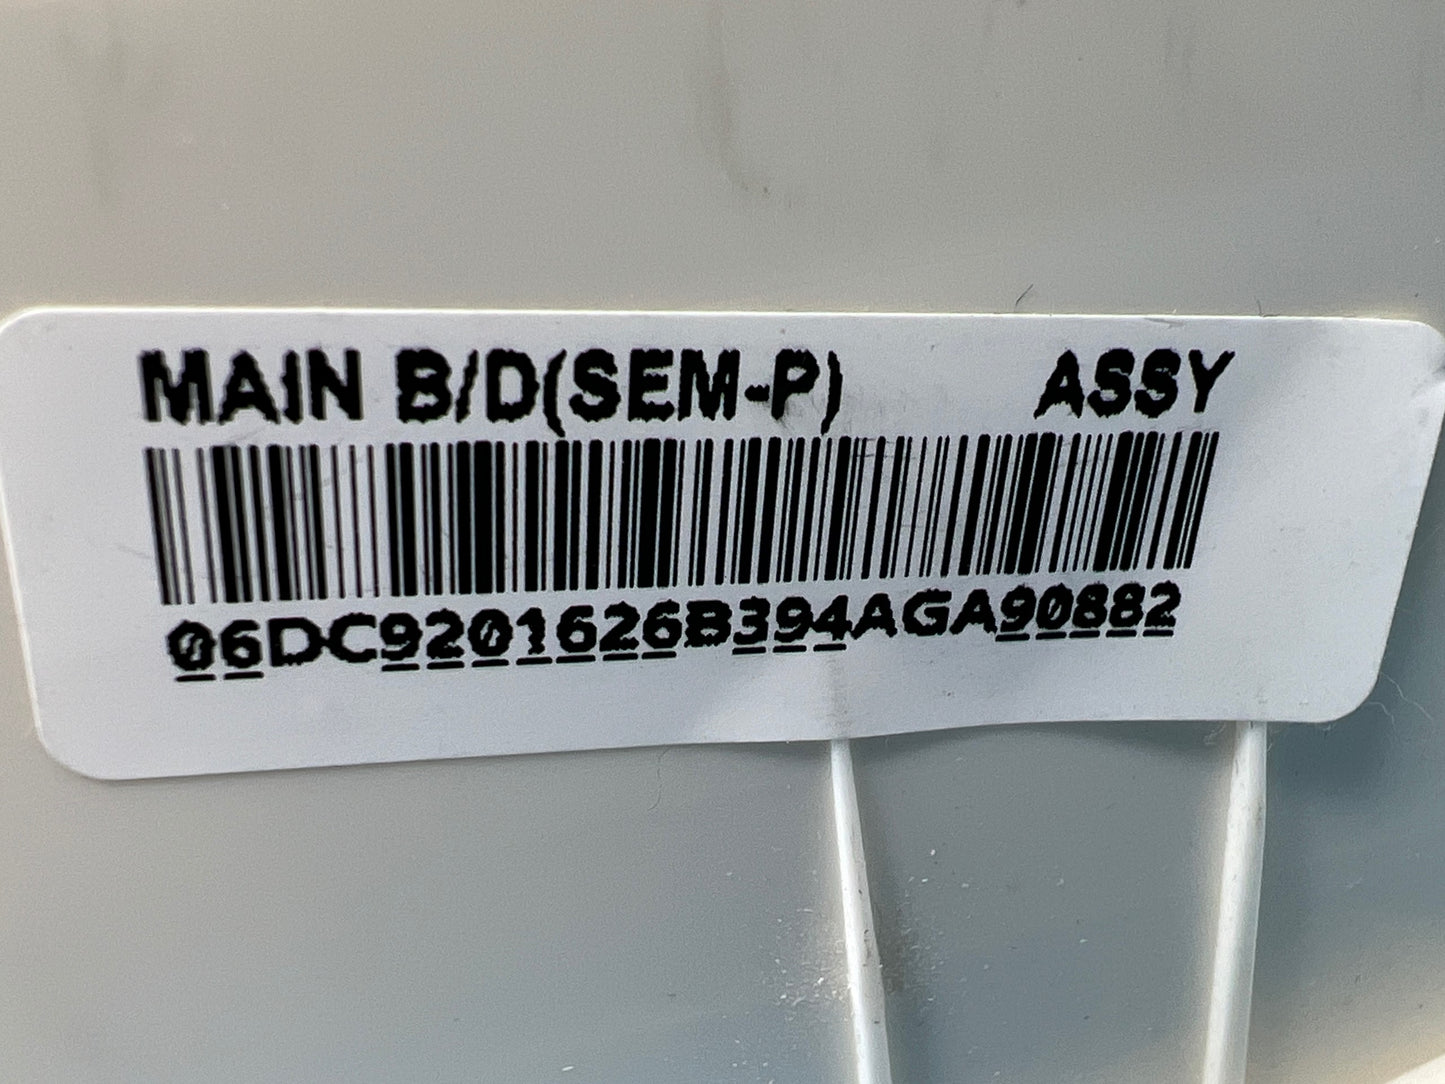 MAIN B/D(SEM-P) ASSY
06DC9201626B394AGA90882